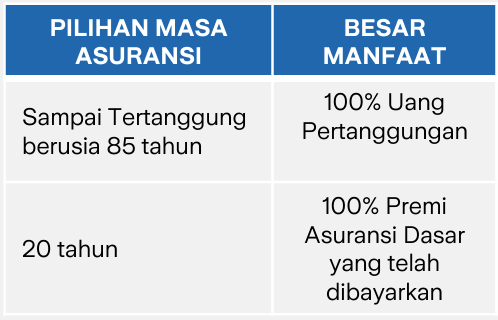 PILIHAN MASA
ASURANSI
BESAR
MANFAAT
Sampai Tertanggung
berusia 85 tahun
100% Uang
Pertanggungan
20 tahun
100% Premi
Asuransi Dasar
yang telah
dibayarkan